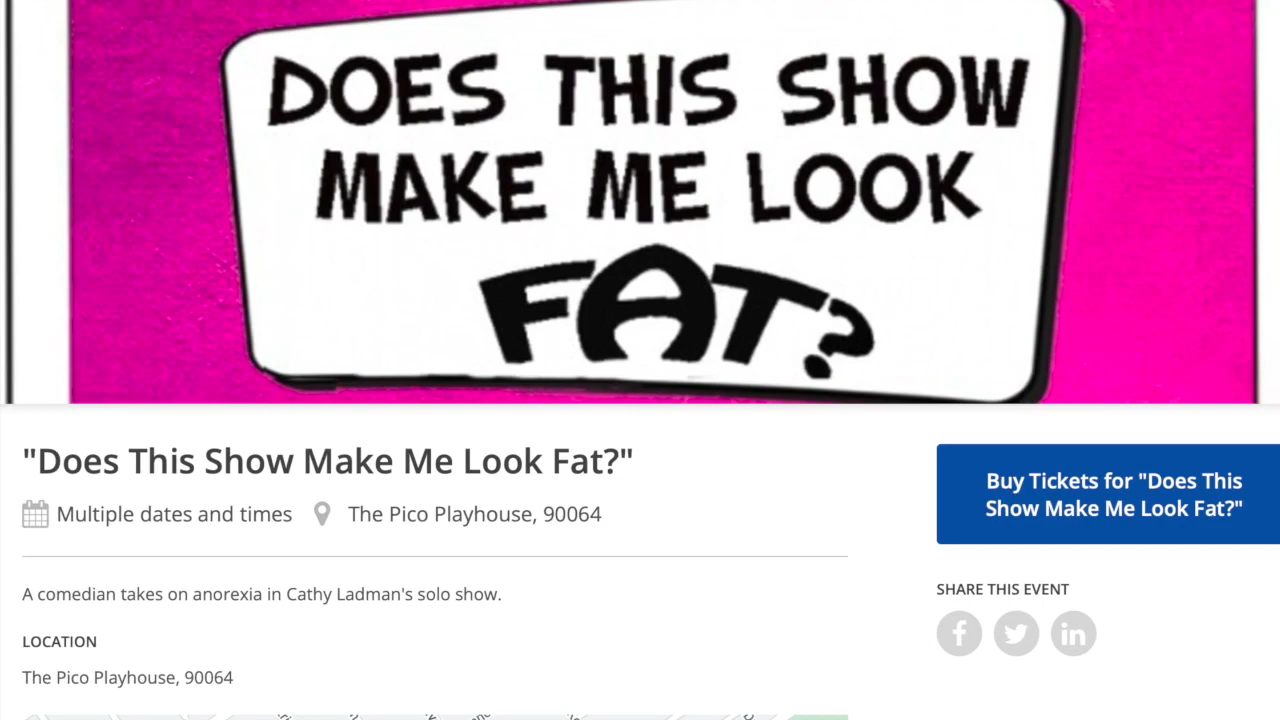 DOES THIS SHOW
MAKE ME LOOK
FAT?
"Does This Show Make Me Look Fat?"
Multiple dates and times
The Pico Playhouse, 90064
Buy Tickets for "Does This
Show Make Me Look Fat?"
A comedian takes on anorexia in Cathy Ladman's solo show.
SHARE THIS EVENT
LOCATION
The Pico Playhouse, 90064